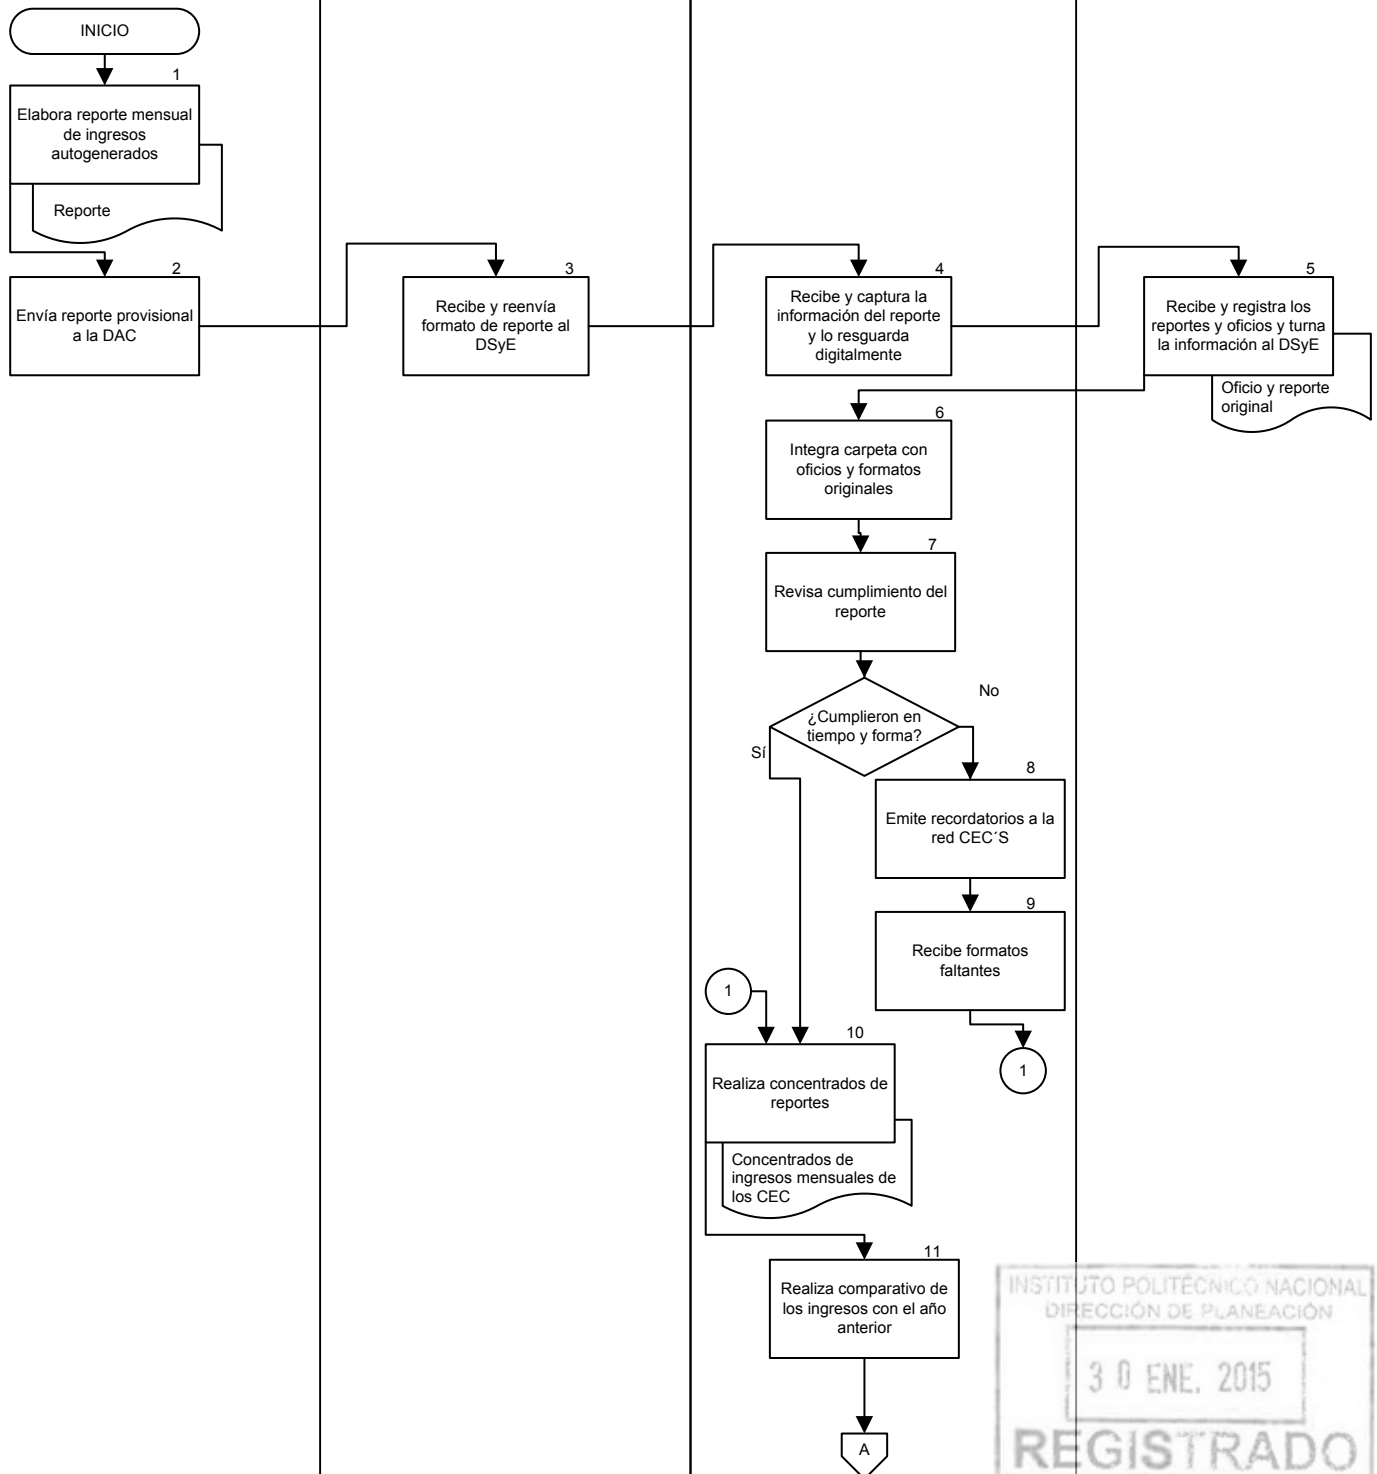 INICIO
1
Elabora reporte mensual
de ingresos
autogenerados
Reporte
2
Envía reporte provisional
a la DAC
3
Recibe y reenvía
formato de reporte al
DSyE
4
Recibe y captura la
información del reporte
y lo resguarda
digitalmente
5
Recibe y registra los
reportes y oficios y turna
la información al DSyE
Oficio y reporte
original
6
Integra carpeta con
oficios y formatos
originales
7
Revisa cumplimiento del
reporte
¿Cumplieron en
tiempo y forma?
No
Sí
8
Emite recordatorios a la
red CEC´S
9
Recibe formatos
faltantes
1
1
10
Realiza concentrados de
reportes
Concentrados de
ingresos mensuales de
los CEC
11
Realiza comparativo de
los ingresos con el año
anterior
A
INSTITUTO POLITÉCNICO NACIONAL
DIRECCIÓN DE PLANEACIÓN
30 ENE. 2015
REGISTRADO